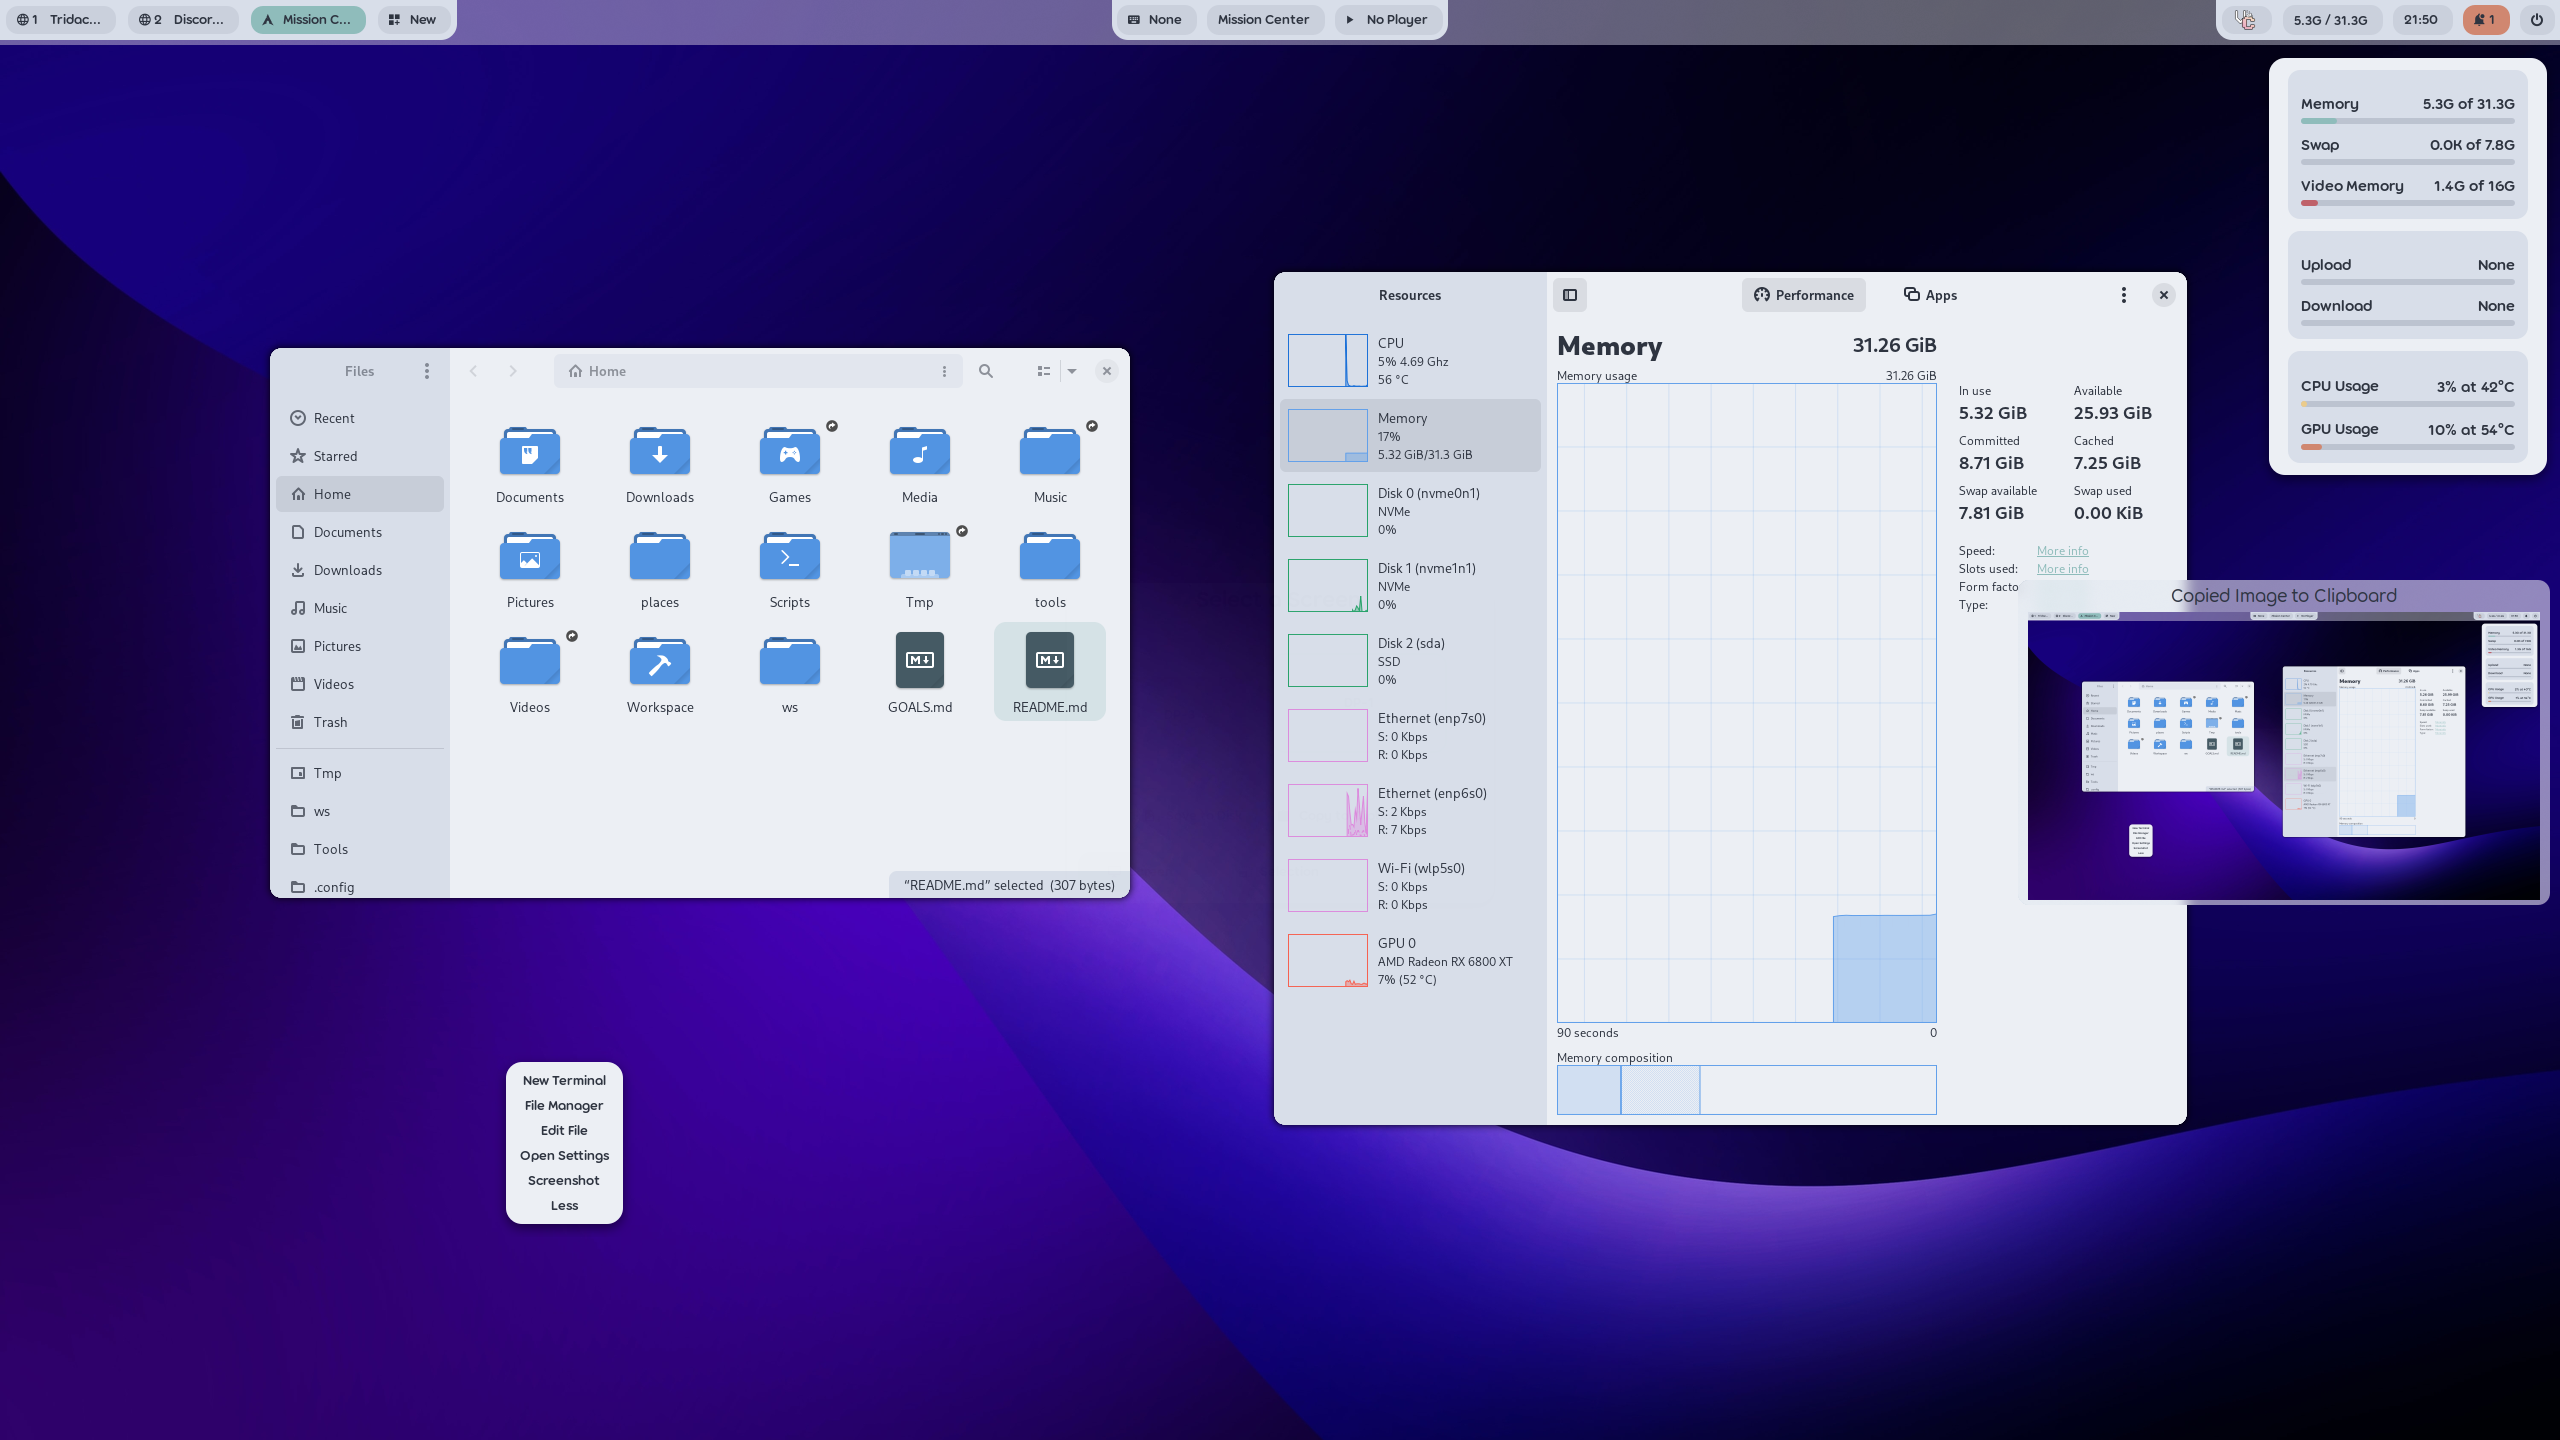 1 Tridac...
2 Discor...
Mission C...
New
None
Mission Center
No Player
5.3G / 31.3G
21:50
1
Memory 5.3G of 31.3G
Swap 0.0K of 7.8G
Video Memory 1.4G of 16G
Upload None
Download None
CPU Usage 3% at 42°C
GPU Usage 10% at 54°C
Files
Home
Recent
Starred
Home
Documents
Downloads
Music
Pictures
Videos
Trash
Tmp
ws
Tools
.config
Documents
Downloads
Games
Media
Music
Pictures
places
Scripts
Tmp
tools
Videos
Workspace
ws
GOALS.md
README.md
“README.md” selected (307 bytes)
Resources
Performance
Apps
CPU
5% 4.69 Ghz
56 °C
Memory
17%
5.32 GiB/31.3 GiB
Disk 0 (nvme0n1)
NVMe
0%
Disk 1 (nvme1n1)
NVMe
0%
Disk 2 (sda)
SSD
0%
Ethernet (enp7s0)
S: 0 Kbps
R: 0 Kbps
Ethernet (enp6s0)
S: 2 Kbps
R: 7 Kbps
Wi-Fi (wlp5s0)
S: 0 Kbps
R: 0 Kbps
GPU 0
AMD Radeon RX 6800 XT
7% (52 °C)
Memory 31.26 GiB
Memory usage 31.26 GiB
90 seconds 0
Memory composition
In use Available
5.32 GiB 25.93 GiB
Committed Cached
8.71 GiB 7.25 GiB
Swap available Swap used
7.81 GiB 0.00 KiB
Speed: More info
Slots used: More info
Form facto
Type:
Copied Image to Clipboard
New Terminal
File Manager
Edit File
Open Settings
Screenshot
Less